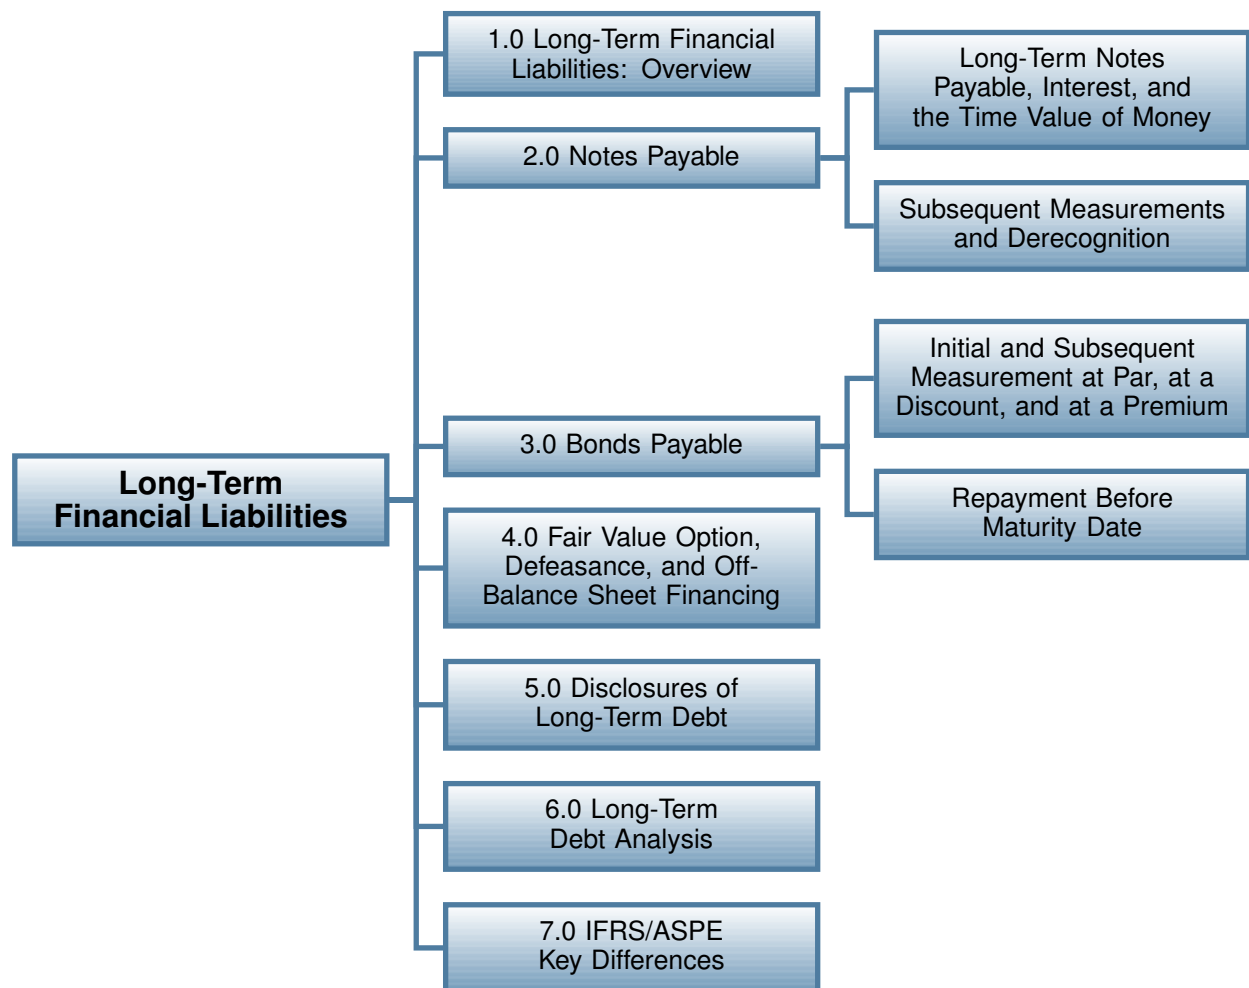 Long-Term
Financial Liabilities
1.0 Long-Term Financial
Liabilities: Overview
2.0 Notes Payable
Long-Term Notes
Payable, Interest, and
the Time Value of Money
Subsequent Measurements
and Derecognition
3.0 Bonds Payable
Initial and Subsequent
Measurement at Par, at a
Discount, and at a Premium
Repayment Before
Maturity Date
4.0 Fair Value Option,
Defeasance, and Off-
Balance Sheet Financing
5.0 Disclosures of
Long-Term Debt
6.0 Long-Term
Debt Analysis
7.0 IFRS/ASPE
Key Differences